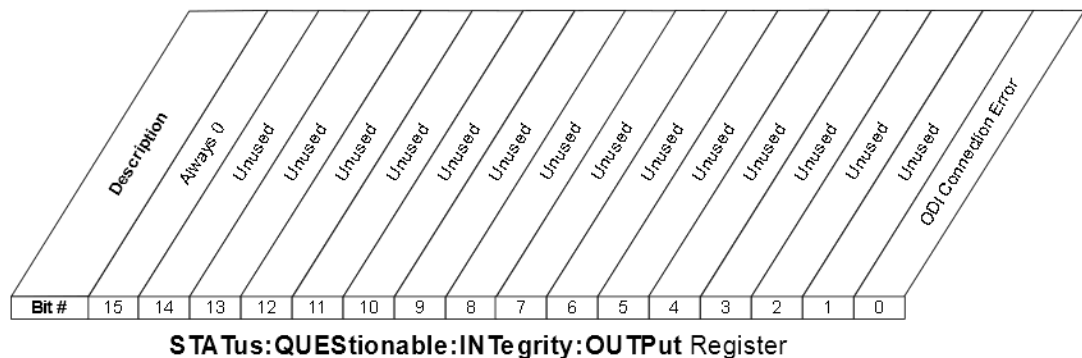 Description
Always 0
Unused
Unused
Unused
Unused
Unused
Unused
Unused
Unused
Unused
Unused
Unused
Unused
Unused
Unused
ODI Connection Error
Bit # 15 14 13 12 11 10 9 8 7 6 5 4 3 2 1 0
STATus:QUEStionable:INTegrity:OUTPut Register